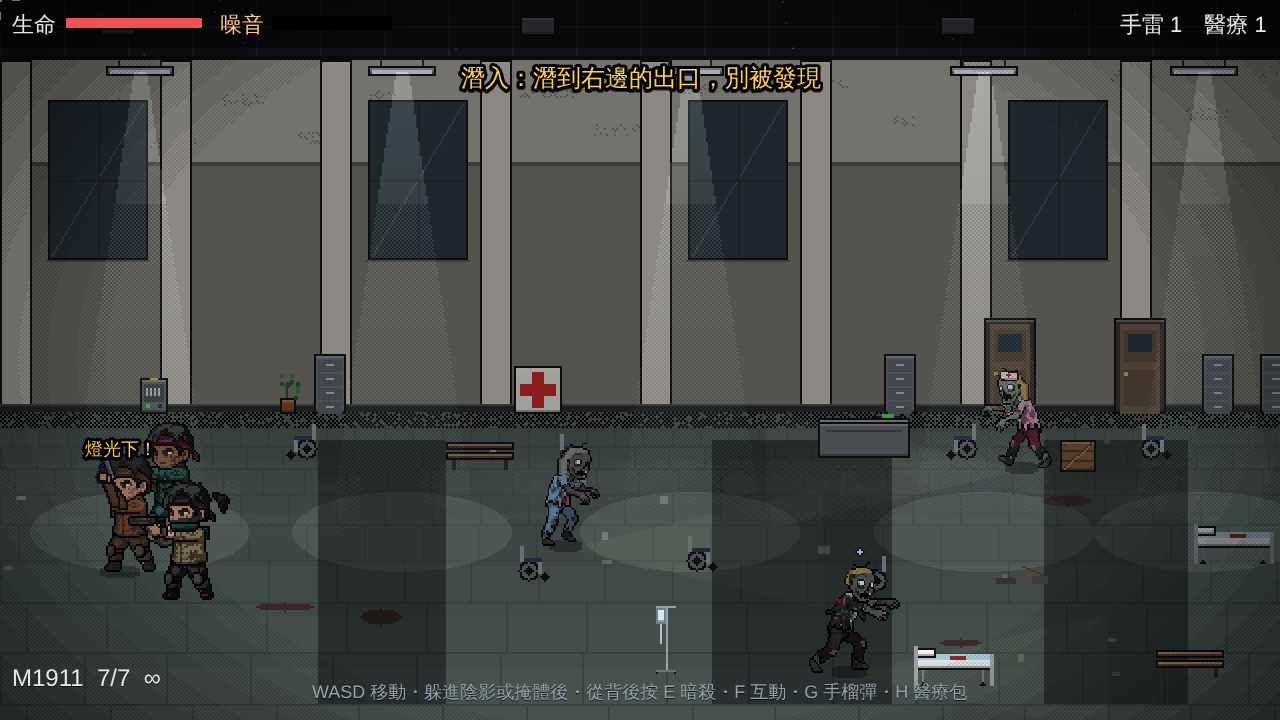 生命 噪音 手雷 1 醫療 1
潛入：潛到右邊的出口，別被發現
燈光下！
M1911 7/7 ∞
WASD 移動・躲進陰影或掩體後・從背後按 E 暗殺・F 互動・G 手榴彈・H 醫療包